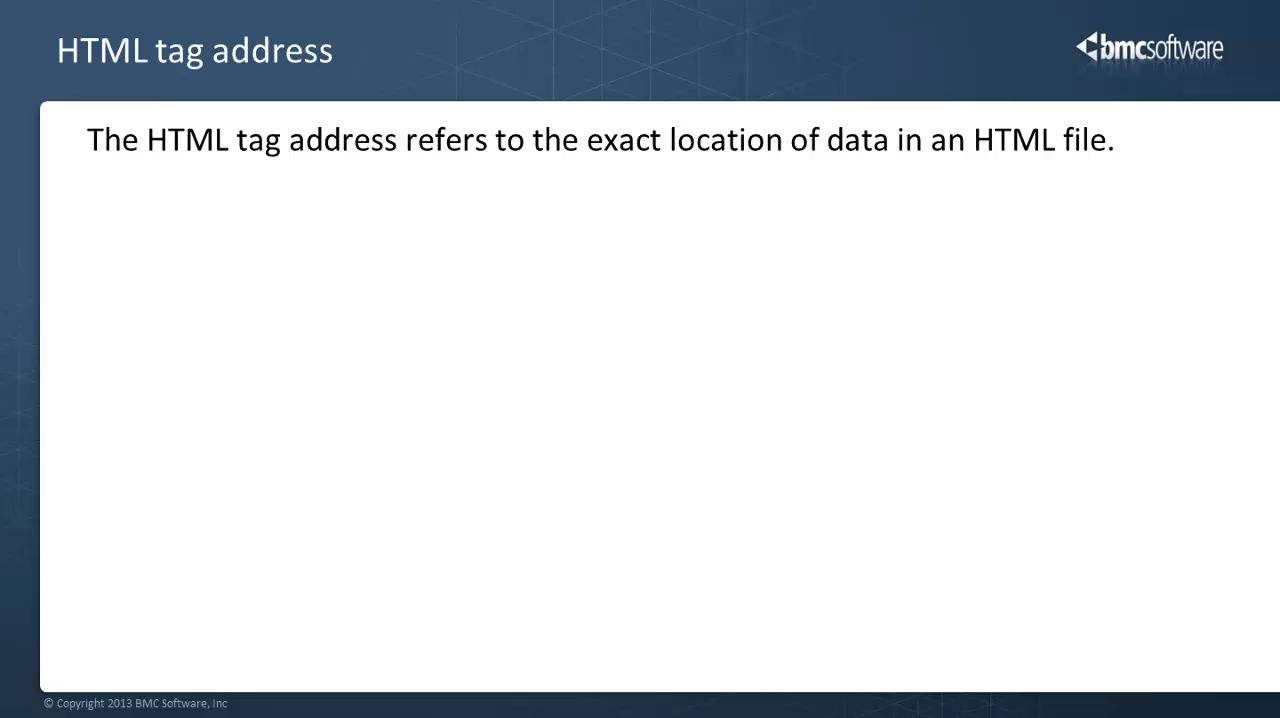 HTML tag address
bmcsoftware
The HTML tag address refers to the exact location of data in an HTML file.
© Copyright 2013 BMC Software, Inc